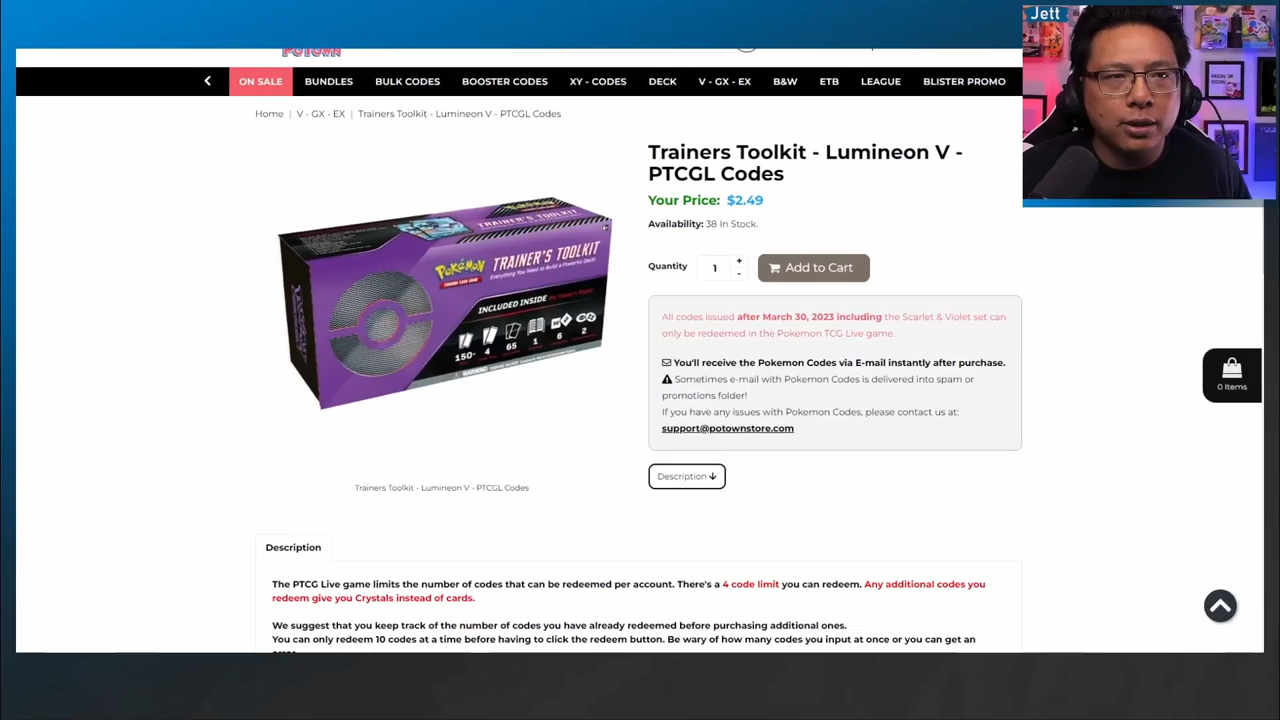 Jett
POTOWN
ON SALE BUNDLES BULK CODES BOOSTER CODES XY - CODES DECK V - GX - EX B&W ETB LEAGUE BLISTER PROMO
Home | V - GX - EX | Trainers Toolkit - Lumineon V - PTCGL Codes
Trainers Toolkit - Lumineon V -
PTCGL Codes
Your Price: $2.49
Availability: 38 In Stock.
Quantity 1 + - Add to Cart
TRAINER'S TOOLKIT
Pokémon TRAINER'S TOOLKIT
Everything You Need to Build a Powerful Deck!
INCLUDED INSIDE
150+ 4 65 1 6 2
All codes issued after March 30, 2023 including the Scarlet & Violet set can
only be redeemed in the Pokemon TCG Live game.
You'll receive the Pokemon Codes via E-mail instantly after purchase.
Sometimes e-mail with Pokemon Codes is delivered into spam or
promotions folder!
If you have any issues with Pokemon Codes, please contact us at:
support@potownstore.com
0 Items
Description
Trainers Toolkit - Lumineon V - PTCGL Codes
Description
The PTCG Live game limits the number of codes that can be redeemed per account. There's a 4 code limit you can redeem. Any additional codes you
redeem give you Crystals instead of cards.
We suggest that you keep track of the number of codes you have already redeemed before purchasing additional ones.
You can only redeem 10 codes at a time before having to click the redeem button. Be wary of how many codes you input at once or you can get an